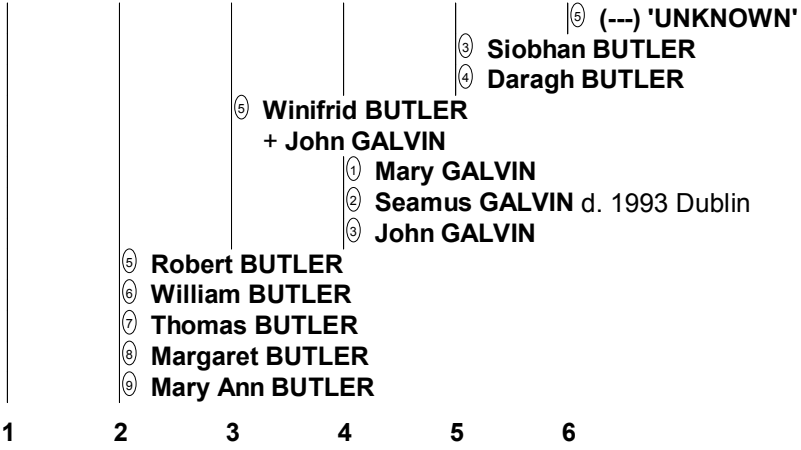 ⑤ (---) 'UNKNOWN'
③ Siobhan BUTLER
④ Daragh BUTLER
⑤ Winifrid BUTLER
+ John GALVIN
① Mary GALVIN
② Seamus GALVIN d. 1993 Dublin
③ John GALVIN
⑤ Robert BUTLER
⑥ William BUTLER
⑦ Thomas BUTLER
⑧ Margaret BUTLER
⑨ Mary Ann BUTLER
1 2 3 4 5 6